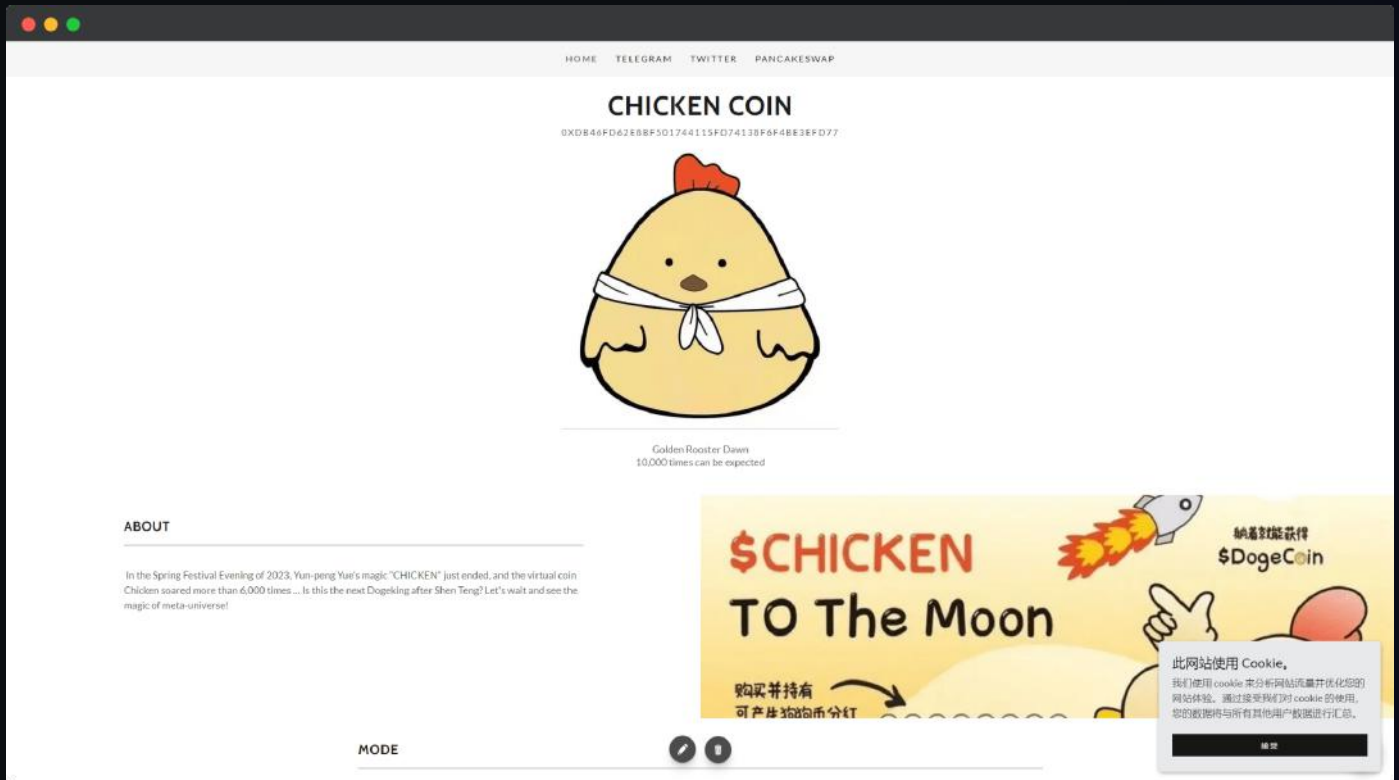 HOME TELEGRAM TWITTER PANCAKESWAP
CHICKEN COIN
0XDB46FD62E8BF501744115FD74138F6F4BE3EFD77
Golden Rooster Dawn
10,000 times can be expected
ABOUT
In the Spring Festival Evening of 2023, Yun-peng Yue's magic "CHICKEN" just ended, and the virtual coin
Chicken soared more than 6,000 times ... Is this the next Dogeking after Shen Teng? Let's wait and see the
magic of meta-universe!
$CHICKEN
TO The Moon
躺着就能获得
$DogeCoin
购买并持有
可产生狗狗币分红
此网站使用 Cookie。
我们使用 cookie 来分析网站流量并优化您的
网站体验。通过接受我们对 cookie 的使用,
您的数据将与所有其他用户数据进行汇总。
MODE